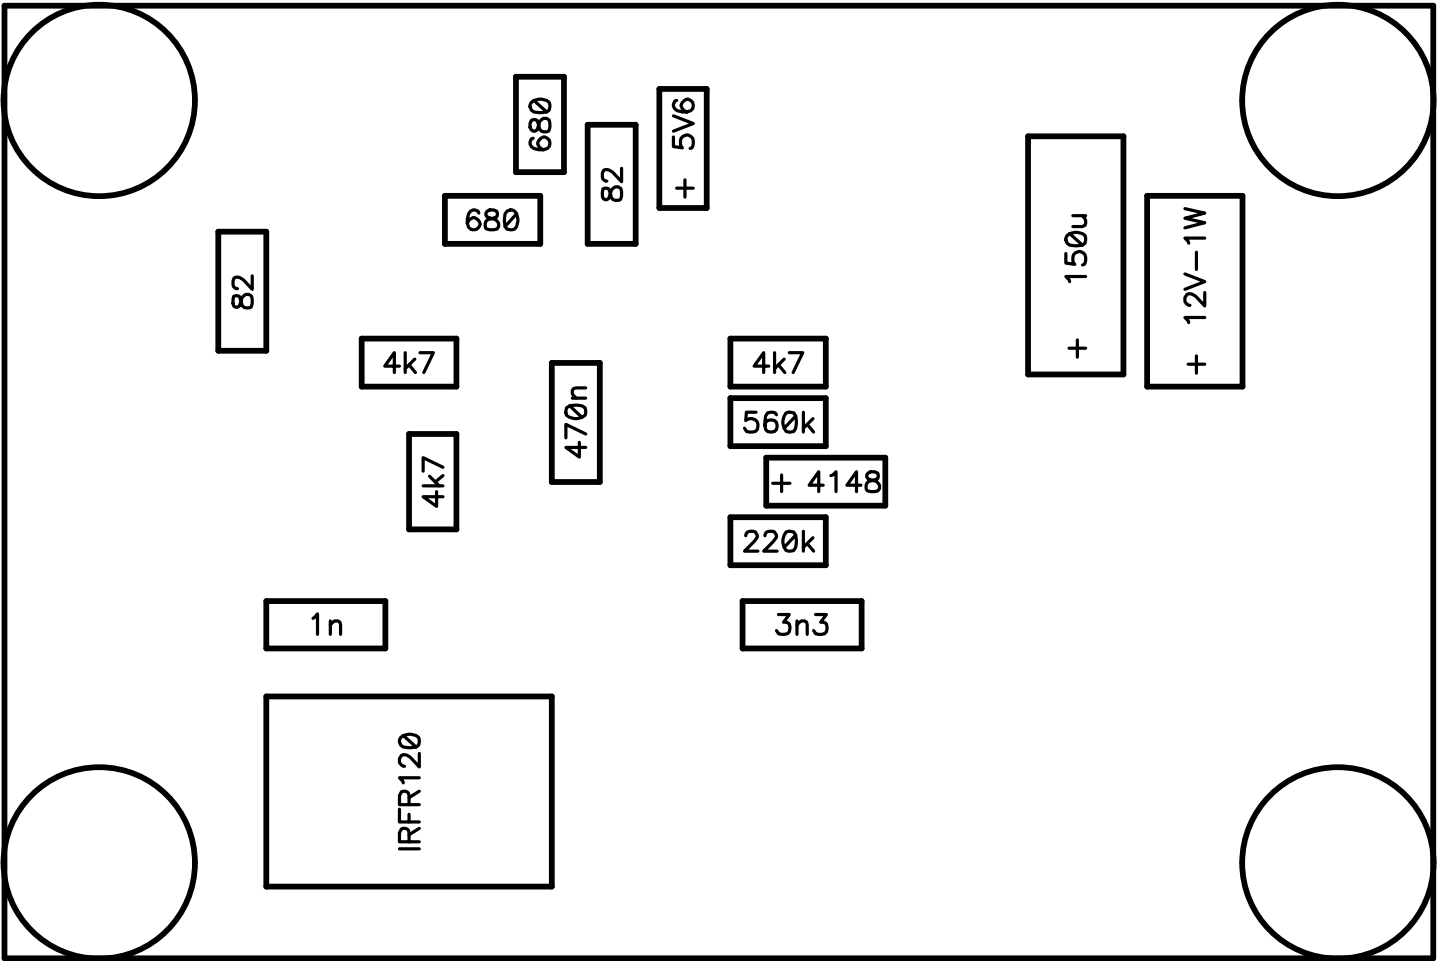 680
82
+ 5V6
680
150u +
+ 12V-1W
82
4k7
4k7
470n
560k
4k7
+ 4148
220k
1n
3n3
IRFR120